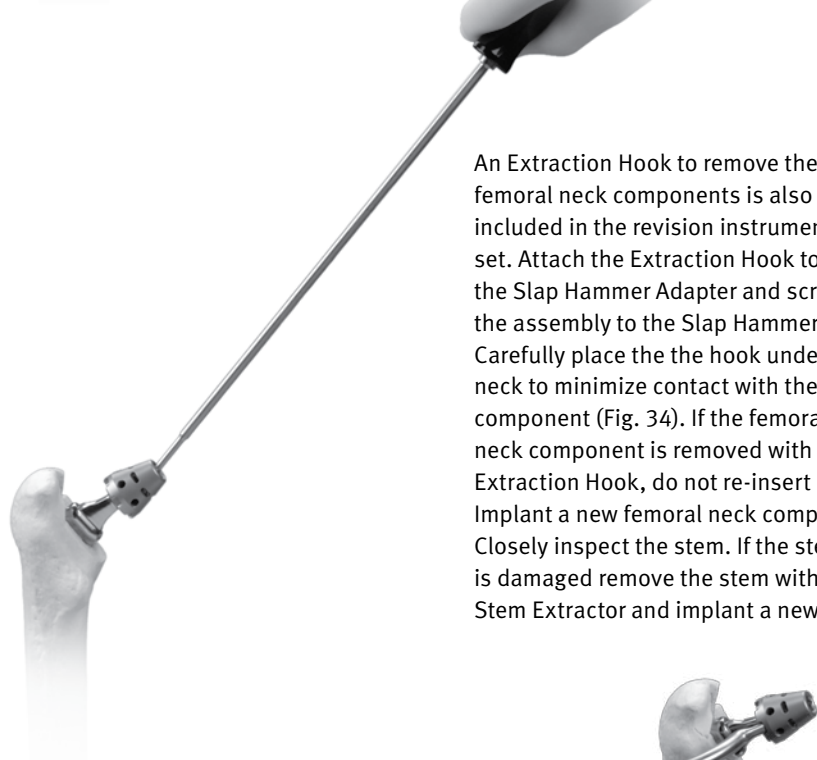 An Extraction Hook to remove the
femoral neck components is also
included in the revision instrumen
set. Attach the Extraction Hook to
the Slap Hammer Adapter and scr
the assembly to the Slap Hammer
Carefully place the the hook unde
neck to minimize contact with the
component (Fig. 34). If the femora
neck component is removed with
Extraction Hook, do not re-insert
Implant a new femoral neck comp
Closely inspect the stem. If the ste
is damaged remove the stem with
Stem Extractor and implant a new